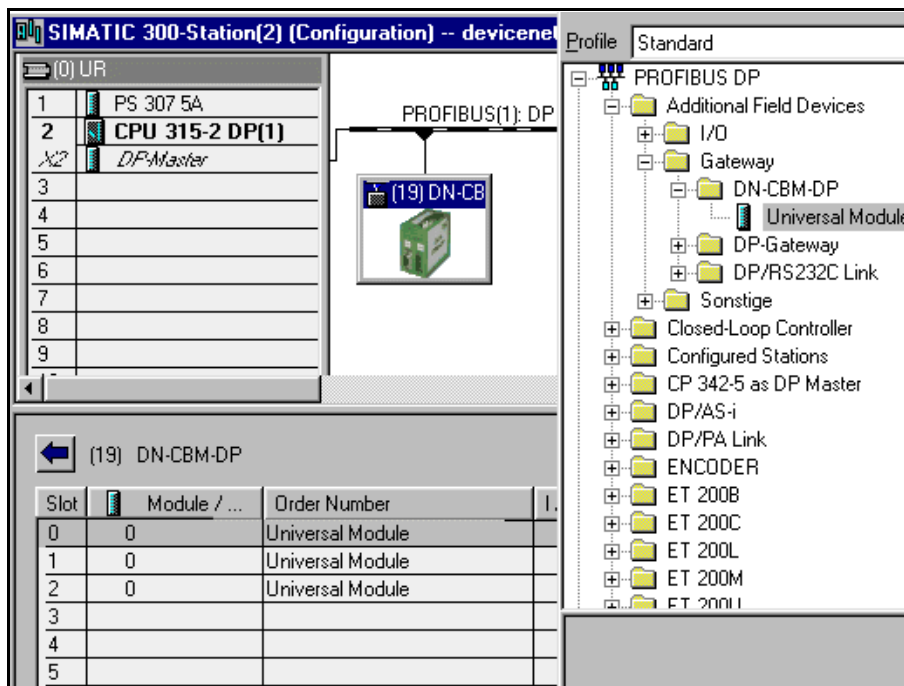 SIMATIC 300-Station(2) (Configuration) -- devicene
(0) UR
1 PS 307 5A
2 CPU 315-2 DP(1)
X2 DP-Master
3
4
5
6
7
8
9
PROFIBUS(1): DP
(19) DN-CB
Profile Standard
PROFIBUS DP
Additional Field Devices
I/O
Gateway
DN-CBM-DP
Universal Module
DP-Gateway
DP/RS232C Link
Sonstige
Closed-Loop Controller
Configured Stations
CP 342-5 as DP Master
DP/AS-i
DP/PA Link
ENCODER
ET 200B
ET 200C
ET 200L
ET 200M
ET 200U
(19) DN-CBM-DP
Slot Module / ... Order Number I.
0 0 Universal Module
1 0 Universal Module
2 0 Universal Module
3
4
5